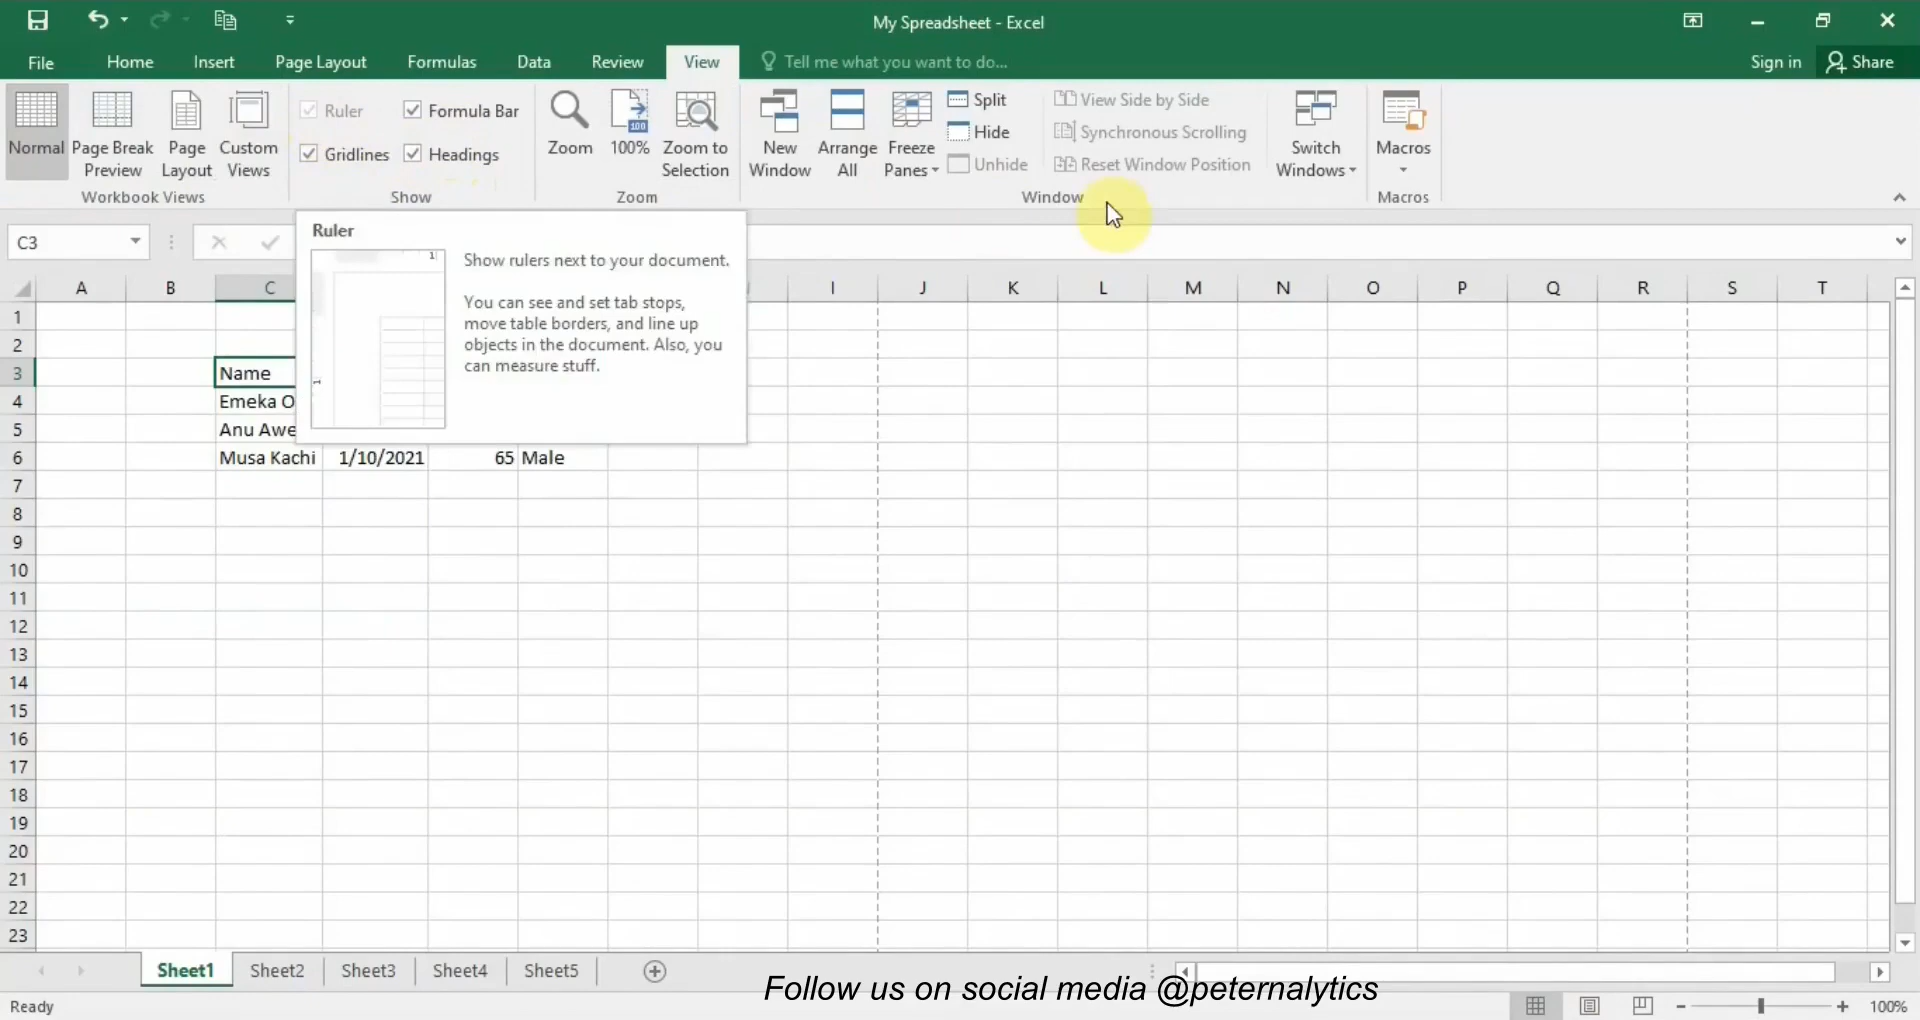 My Spreadsheet - Excel
File Home Insert Page Layout Formulas Data Review View Tell me what you want to do... Sign in Share
Normal
Page Break Preview
Page Layout
Custom Views
Workbook Views
Ruler
Formula Bar
Gridlines
Headings
Show
Zoom
100
100%
Zoom to Selection
Zoom
New Window
Arrange All
Freeze Panes
Split
Hide
Unhide
View Side by Side
Synchronous Scrolling
Reset Window Position
Window
Switch Windows
Macros
Macros
C3
Ruler
1
1
Show rulers next to your document.
You can see and set tab stops,
move table borders, and line up
objects in the document. Also, you
can measure stuff.
A B C I J K L M N O P Q R S T
1
2
3 Name
4 Emeka O
5 Anu Awe
6 Musa Kachi 1/10/2021 65 Male
7
8
9
10
11
12
13
14
15
16
17
18
19
20
21
22
23
Sheet1 Sheet2 Sheet3 Sheet4 Sheet5
Follow us on social media @peternalytics
Ready 100%